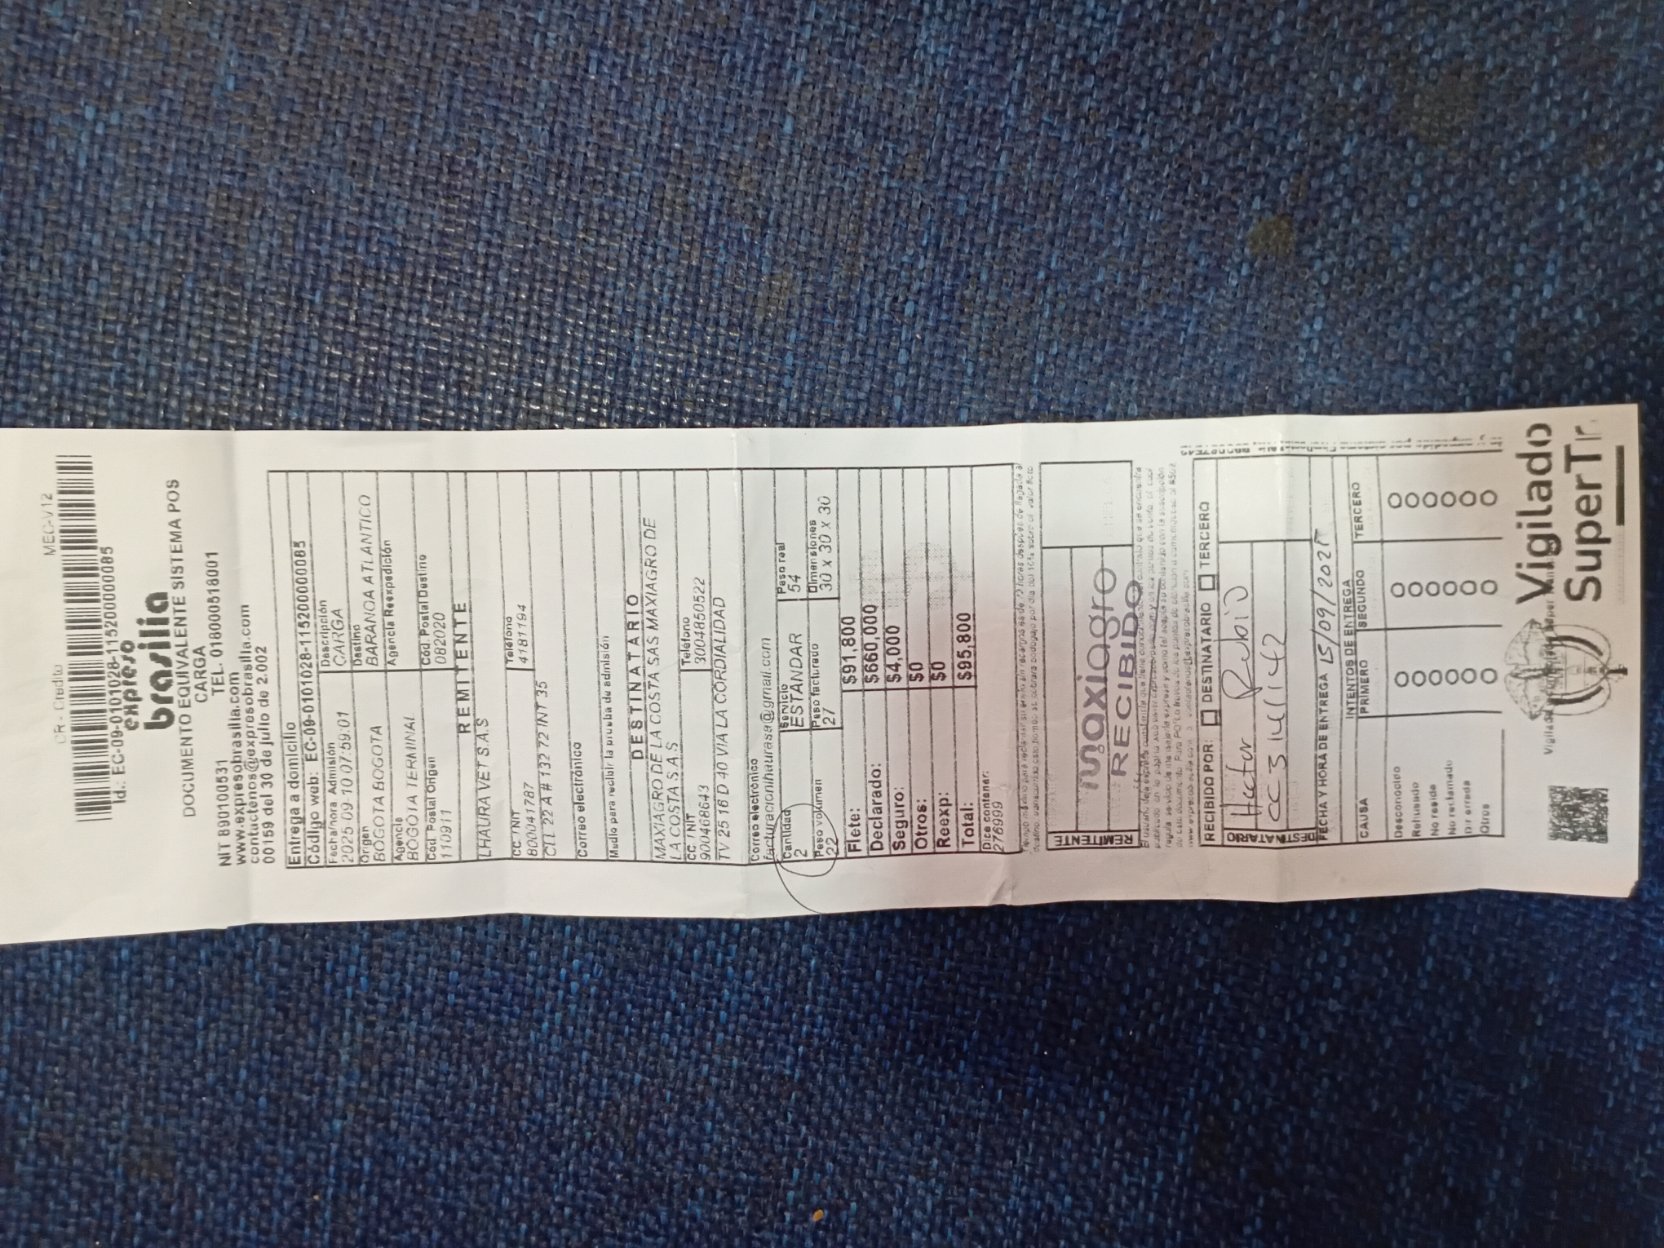 CR - Credito MEC-V12
Id.: EC-09-0101028-1152000000085
expreso
brasilia
DOCUMENTO EQUIVALENTE SISTEMA POS
CARGA
NIT 890100531 TEL. 018000518001
www.expresobrasilia.com
contactenos@expresobrasilia.com
00159 del 30 de julio de 2.002
Entrega a domicilio
Código web: EC-09-0101028-1152000000085
Fecha/hora Admisión Descripción
2025 09-10 07:59:01 CARGA
Origen Destino
BOGOTA BOGOTA BARANOA ATLANTICO
Agencia Agencia Reexpedición
BOGOTA TERMINAL
Cód. Postal Origen Cód. Postal Destino
110911 082020
REMITENTE
LHAURA VET S.A.S
CC / NIT Teléfono
800041787 4181194
CLL 22 A # 132 72 INT 35
Correo electrónico
Medio para recibir la prueba de admisión
DESTINATARIO
MAXIAGRO DE LA COSTA SAS MAXIAGRO DE
LA COSTA S.A.S
CC / NIT Teléfono
900468643 3004850522
TV 25 16 D 40 VIA LA CORDIALIDAD
Correo electrónico
facturacionlhaurasa@gmail.com
Cantidad Servicio Peso real
2 ESTANDAR 54
Peso volumen Peso facturado Dimensiones
22 27 30 X 30 X 30
Flete: $91,800
Declarado: $660,000
Seguro: $4,000
Otros: $0
Reexp: $0
Total: $95,800
Dice contener:
276999
REMITENTE
maxiagro
RECIBIDO
DESTINATARIO
RECIBIDO POR: DESTINATARIO TERCERO
Hector Rubio
FECHA Y HORA DE ENTREGA 15/09/2025
INTENTOS DE ENTREGA
CAUSA PRIMERO SEGUNDO TERCERO
Desconocido
Rehusado
No reside
No reclamado
Dir errada
Otros
Vigilado
SuperTr